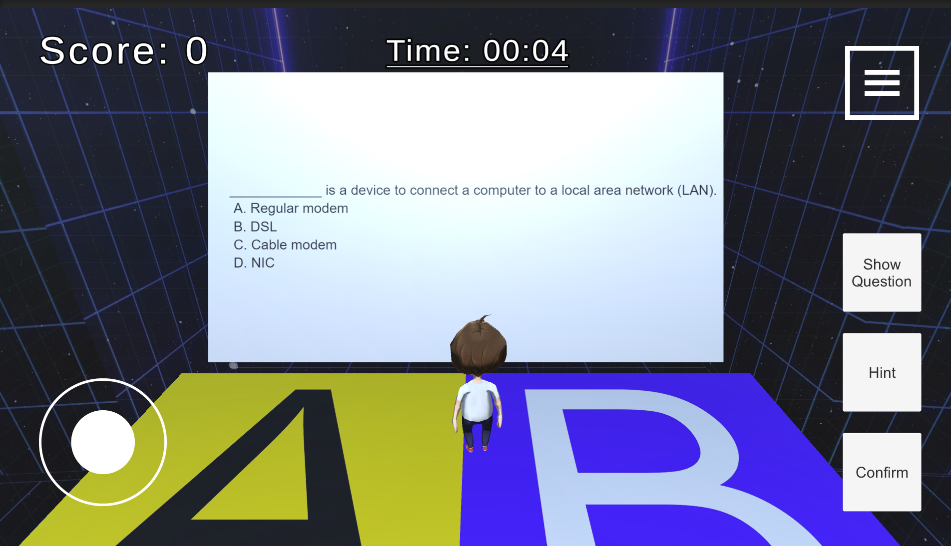 Score: 0
Time: 00:04
____________ is a device to connect a computer to a local area network (LAN).
A. Regular modem
B. DSL
C. Cable modem
D. NIC
Show
Question
Hint
Confirm
A
B